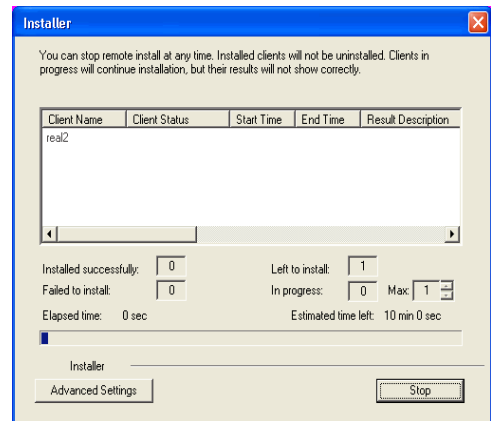 Installer
You can stop remote install at any time. Installed clients will not be uninstalled. Clients in
progress will continue installation, but their results will not show correctly.
Client Name Client Status Start Time End Time Result Description
real2
Installed successfully: 0 Left to install: 1
Failed to install: 0 In progress: 0 Max: 1
Elapsed time: 0 sec Estimated time left: 10 min 0 sec
Installer
Advanced Settings Stop